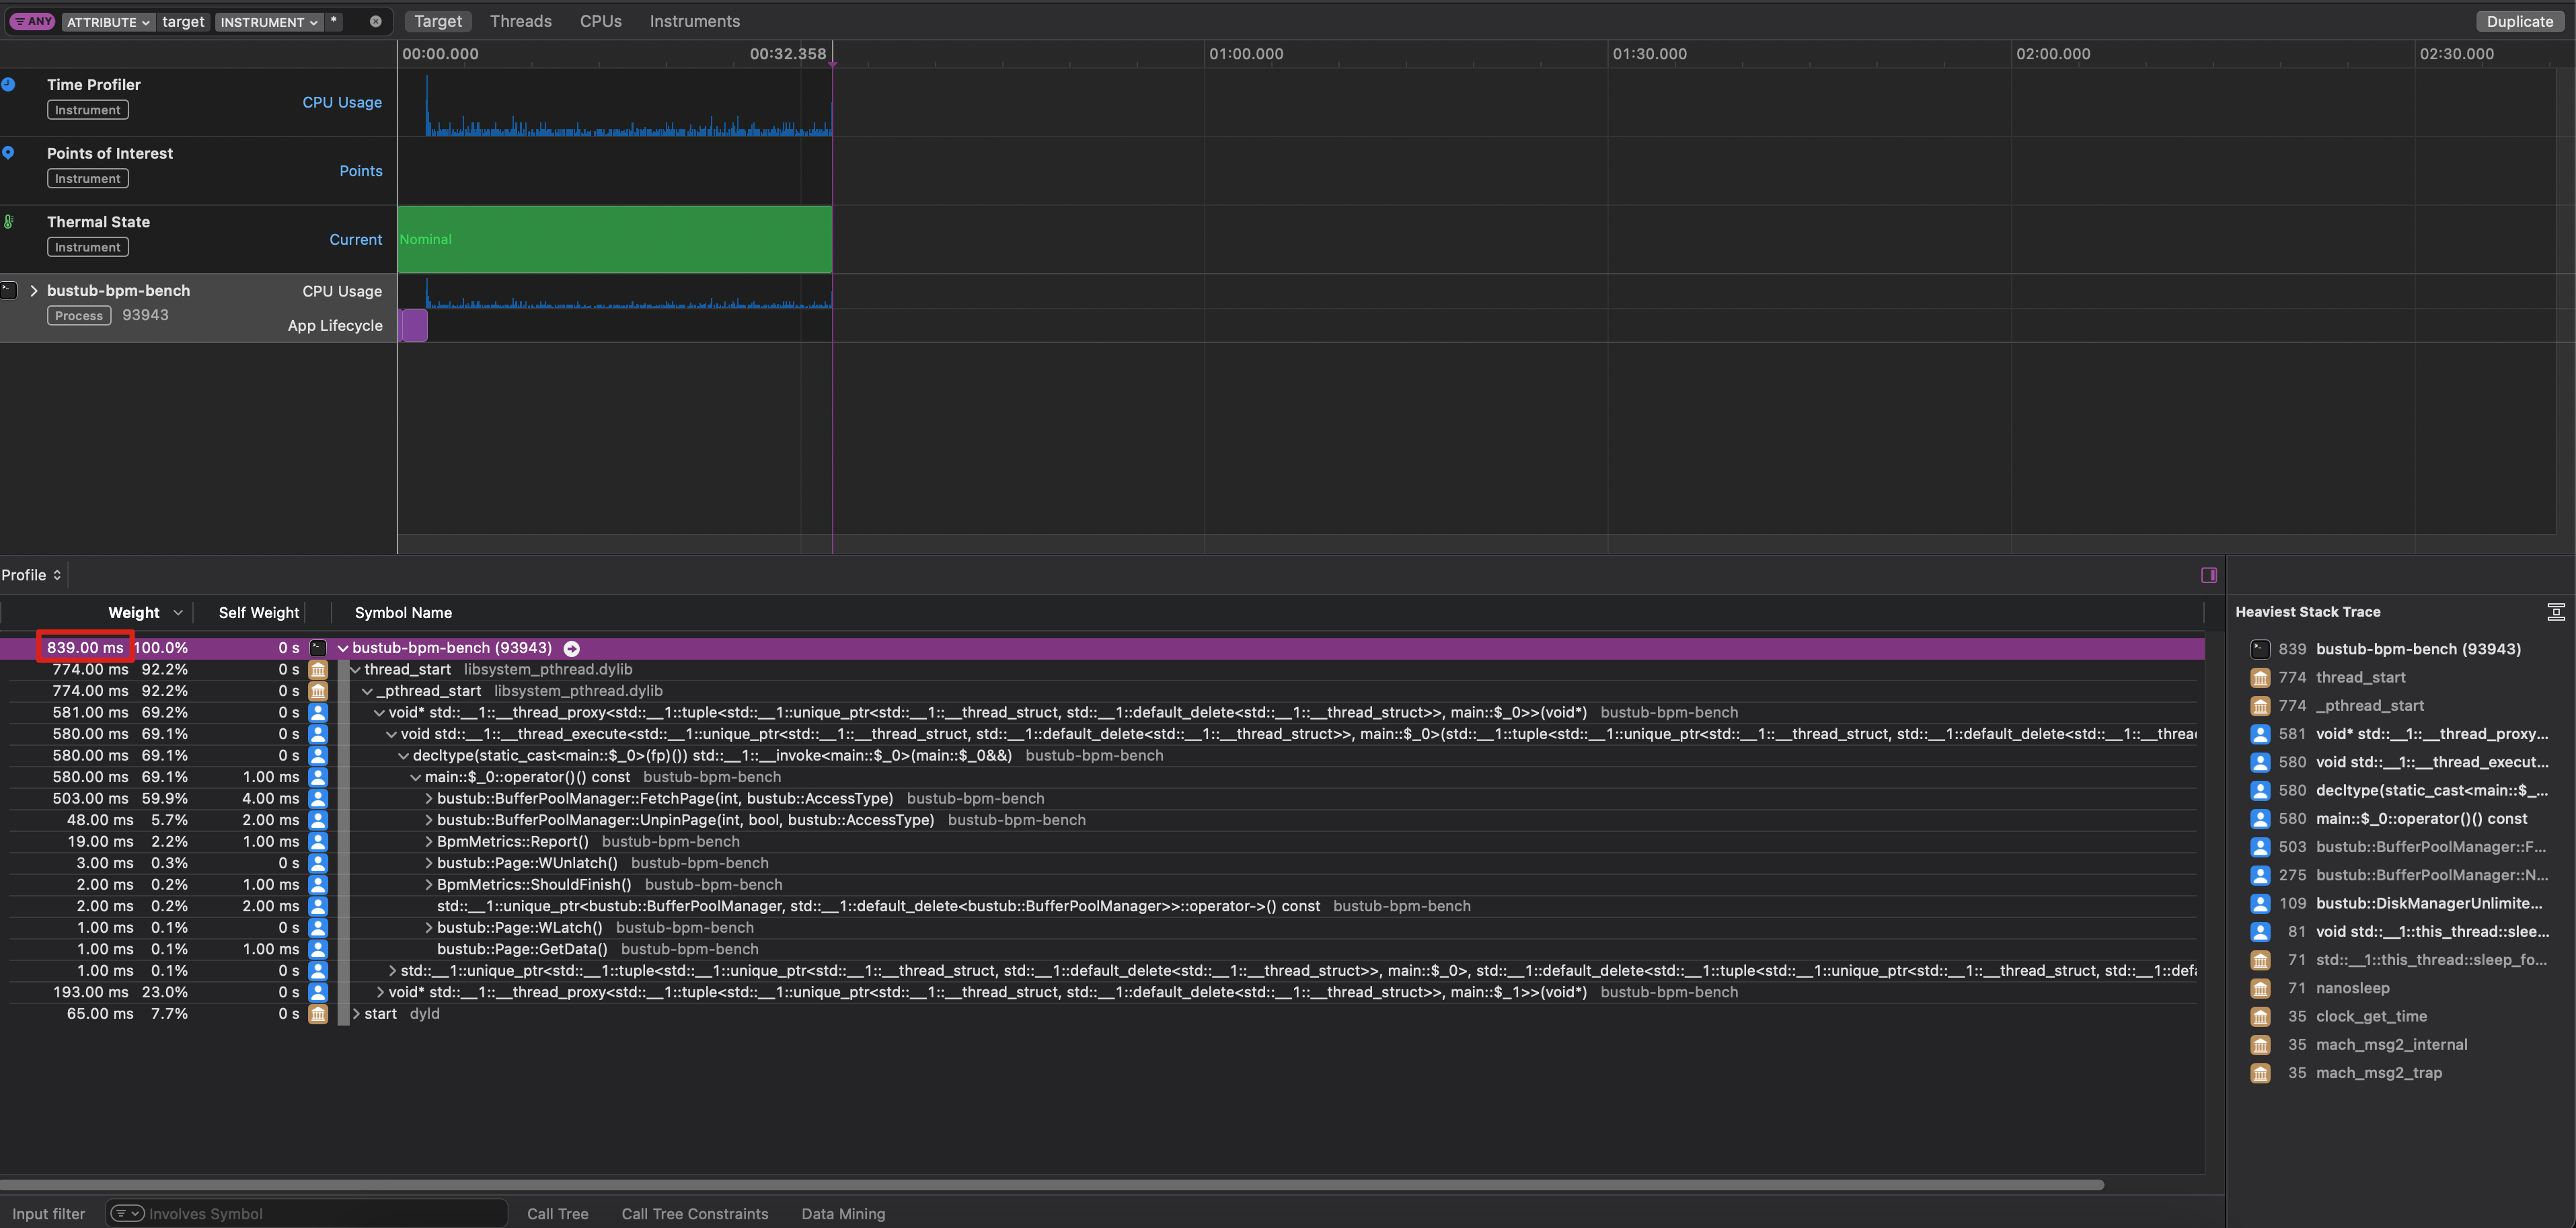 ANY ATTRIBUTE target INSTRUMENT * Target Threads CPUs Instruments Duplicate
00:00.000 00:32.358 01:00.000 01:30.000 02:00.000 02:30.000
Time Profiler
Instrument
CPU Usage
Points of Interest
Instrument
Points
Thermal State
Instrument
Current
Nominal
bustub-bpm-bench
Process 93943
CPU Usage
App Lifecycle
Profile
Weight Self Weight Symbol Name
839.00 ms 100.0% 0 s bustub-bpm-bench (93943)
774.00 ms 92.2% 0 s thread_start libsystem_pthread.dylib
774.00 ms 92.2% 0 s _pthread_start libsystem_pthread.dylib
581.00 ms 69.2% 0 s void* std::__1::__thread_proxy<std::__1::tuple<std::__1::unique_ptr<std::__1::__thread_struct, std::__1::default_delete<std::__1::__thread_struct>>, main::$_0>>(void*) bustub-bpm-bench
580.00 ms 69.1% 0 s void std::__1::__thread_execute<std::__1::unique_ptr<std::__1::__thread_struct, std::__1::default_delete<std::__1::__thread_struct>>, main::$_0>(std::__1::tuple<std::__1::unique_ptr<std::__1::__thread_struct, std::__1::default_delete<std::__1::__threa
580.00 ms 69.1% 0 s decltype(static_cast<main::$_0>(fp)()) std::__1::__invoke<main::$_0>(main::$_0&&) bustub-bpm-bench
580.00 ms 69.1% 1.00 ms main::$_0::operator()() const bustub-bpm-bench
503.00 ms 59.9% 4.00 ms bustub::BufferPoolManager::FetchPage(int, bustub::AccessType) bustub-bpm-bench
48.00 ms 5.7% 2.00 ms bustub::BufferPoolManager::UnpinPage(int, bool, bustub::AccessType) bustub-bpm-bench
19.00 ms 2.2% 1.00 ms BpmMetrics::Report() bustub-bpm-bench
3.00 ms 0.3% 0 s bustub::Page::WUnlatch() bustub-bpm-bench
2.00 ms 0.2% 1.00 ms BpmMetrics::ShouldFinish() bustub-bpm-bench
2.00 ms 0.2% 2.00 ms std::__1::unique_ptr<bustub::BufferPoolManager, std::__1::default_delete<bustub::BufferPoolManager>>::operator->() const bustub-bpm-bench
1.00 ms 0.1% 0 s bustub::Page::WLatch() bustub-bpm-bench
1.00 ms 0.1% 1.00 ms bustub::Page::GetData() bustub-bpm-bench
1.00 ms 0.1% 0 s std::__1::unique_ptr<std::__1::tuple<std::__1::unique_ptr<std::__1::__thread_struct, std::__1::default_delete<std::__1::__thread_struct>>, main::$_0>, std::__1::default_delete<std::__1::tuple<std::__1::unique_ptr<std::__1::__thread_struct, std::__1::defa
193.00 ms 23.0% 0 s void* std::__1::__thread_proxy<std::__1::tuple<std::__1::unique_ptr<std::__1::__thread_struct, std::__1::default_delete<std::__1::__thread_struct>>, main::$_1>>(void*) bustub-bpm-bench
65.00 ms 7.7% 0 s start dyld
Heaviest Stack Trace
839 bustub-bpm-bench (93943)
774 thread_start
774 _pthread_start
581 void* std::__1::__thread_proxy...
580 void std::__1::__thread_execut...
580 decltype(static_cast<main::$_...
580 main::$_0::operator()() const
503 bustub::BufferPoolManager::F...
275 bustub::BufferPoolManager::N...
109 bustub::DiskManagerUnlimite...
81 void std::__1::this_thread::slee...
71 std::__1::this_thread::sleep_fo...
71 nanosleep
35 clock_get_time
35 mach_msg2_internal
35 mach_msg2_trap
Input filter Involves Symbol Call Tree Call Tree Constraints Data Mining